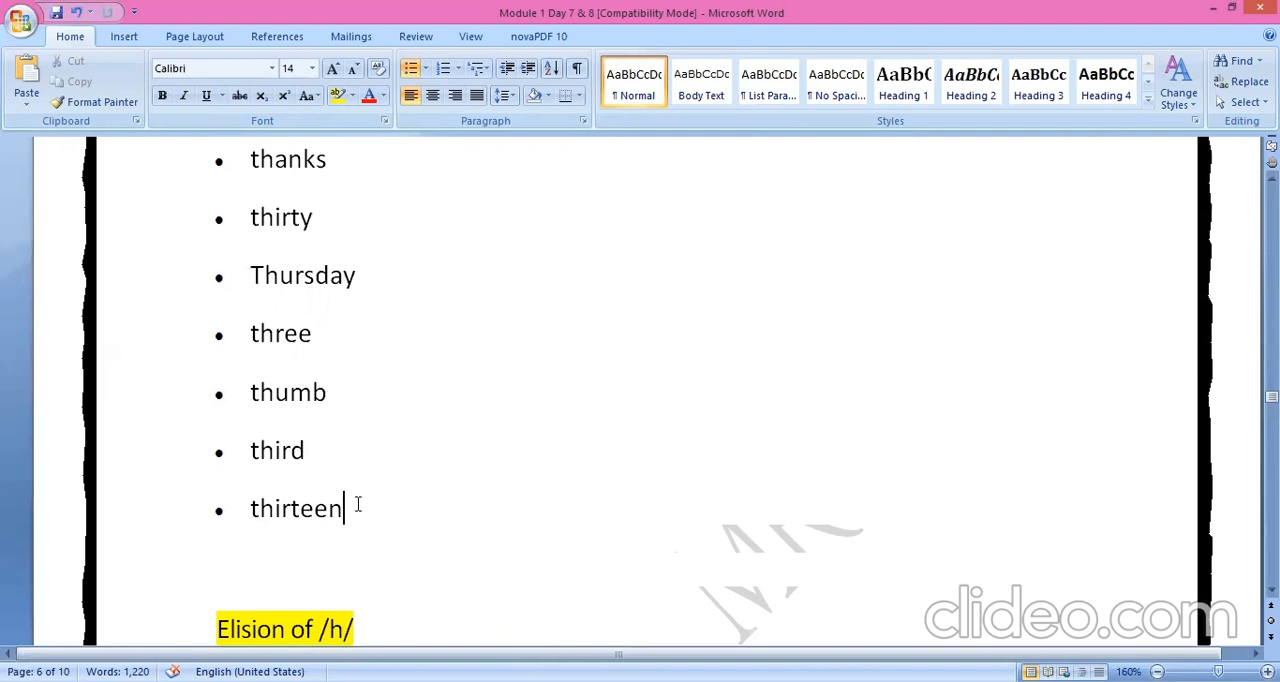 Module 1 Day 7 & 8 [Compatibility Mode] - Microsoft Word
Home Insert Page Layout References Mailings Review View novaPDF 10
Paste
Cut
Copy
Format Painter
Clipboard
Calibri 14
Font
Paragraph
AaBbCcDc AaBbCcDc AaBbCcDc AaBbCcDc AaBb( AaBbCc AaBbCc AaBbCc
¶ Normal Body Text ¶ List Para... ¶ No Spaci... Heading 1 Heading 2 Heading 3 Heading 4
Change Styles
Styles
Find
Replace
Select
Editing
• thanks
• thirty
• Thursday
• three
• thumb
• third
• thirteen
Elision of /h/
clideo.com
Page: 6 of 10 Words: 1,220 English (United States) 160%